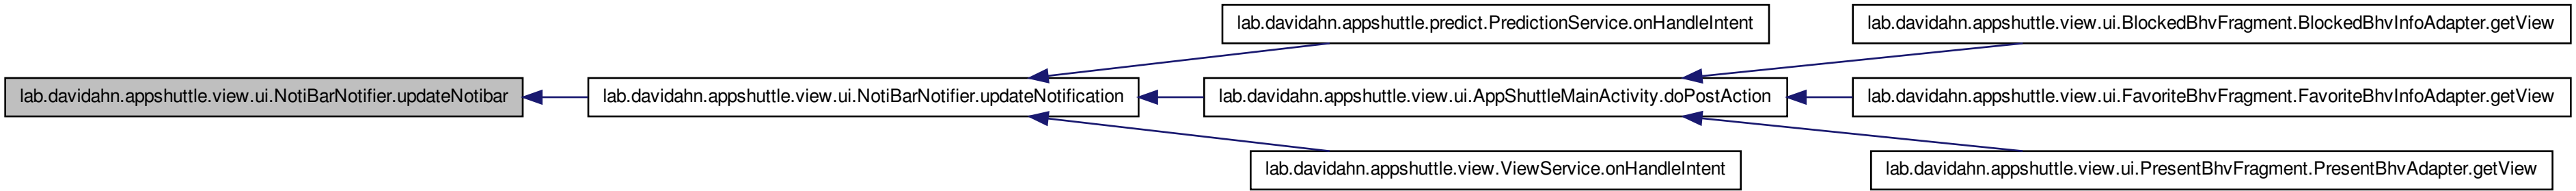 lab.davidahn.appshuttle.view.ui.NotiBarNotifier.updateNotibar
lab.davidahn.appshuttle.view.ui.NotiBarNotifier.updateNotification
lab.davidahn.appshuttle.predict.PredictionService.onHandleIntent
lab.davidahn.appshuttle.view.ui.AppShuttleMainActivity.doPostAction
lab.davidahn.appshuttle.view.ViewService.onHandleIntent
lab.davidahn.appshuttle.view.ui.BlockedBhvFragment.BlockedBhvInfoAdapter.getView
lab.davidahn.appshuttle.view.ui.FavoriteBhvFragment.FavoriteBhvInfoAdapter.getView
lab.davidahn.appshuttle.view.ui.PresentBhvFragment.PresentBhvAdapter.getView